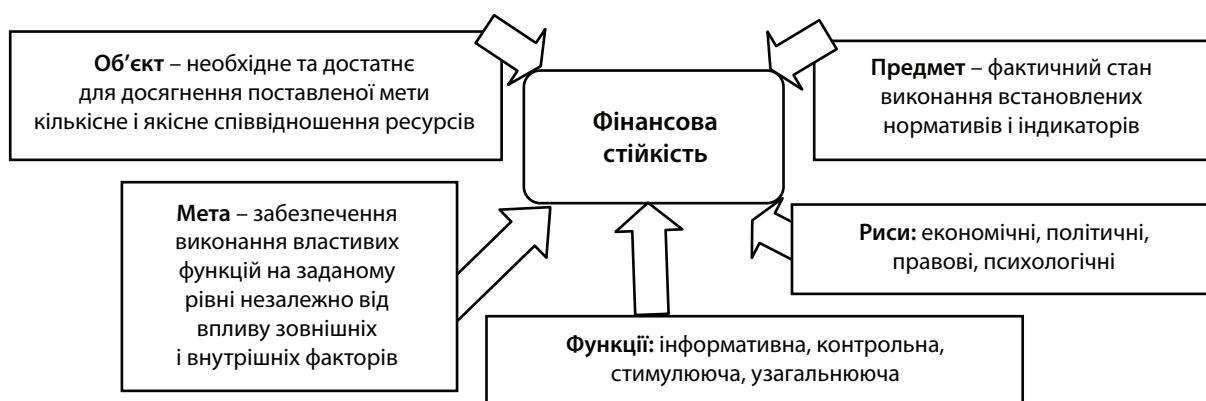 Об’єкт – необхідне та достатнє
для досягнення поставленої мети
кількісне і якісне співвідношення ресурсів
Фінансова
стійкість
Предмет – фактичний стан
виконання встановлених
нормативів і індикаторів
Мета – забезпечення
виконання властивих
функцій на заданому
рівні незалежно від
впливу зовнішніх
і внутрішніх факторів
Риси: економічні, політичні,
правові, психологічні
Функції: інформативна, контрольна,
стимулююча, узагальнююча